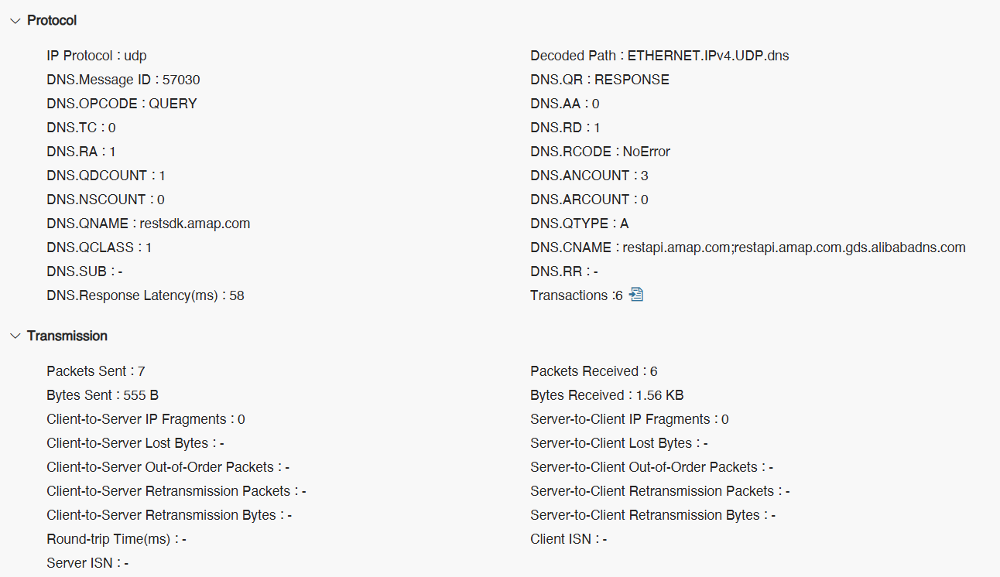 Protocol
IP Protocol : udp
Decoded Path : ETHERNET.IPv4.UDP.dns
DNS.Message ID : 57030
DNS.QR : RESPONSE
DNS.OPCODE : QUERY
DNS.AA : 0
DNS.TC : 0
DNS.RD : 1
DNS.RA : 1
DNS.RCODE : NoError
DNS.QDCOUNT : 1
DNS.ANCOUNT : 3
DNS.NSCOUNT : 0
DNS.ARCOUNT : 0
DNS.QNAME : restsdk.amap.com
DNS.QTYPE : A
DNS.QCLASS : 1
DNS.CNAME : restapi.amap.com;restapi.amap.com.gds.alibabadns.com
DNS.SUB : -
DNS.RR : -
DNS.Response Latency(ms) : 58
Transactions :6
Transmission
Packets Sent : 7
Packets Received : 6
Bytes Sent : 555 B
Bytes Received : 1.56 KB
Client-to-Server IP Fragments : 0
Server-to-Client IP Fragments : 0
Client-to-Server Lost Bytes : -
Server-to-Client Lost Bytes : -
Client-to-Server Out-of-Order Packets : -
Server-to-Client Out-of-Order Packets : -
Client-to-Server Retransmission Packets : -
Server-to-Client Retransmission Packets : -
Client-to-Server Retransmission Bytes : -
Server-to-Client Retransmission Bytes : -
Round-trip Time(ms) : -
Client ISN : -
Server ISN : -